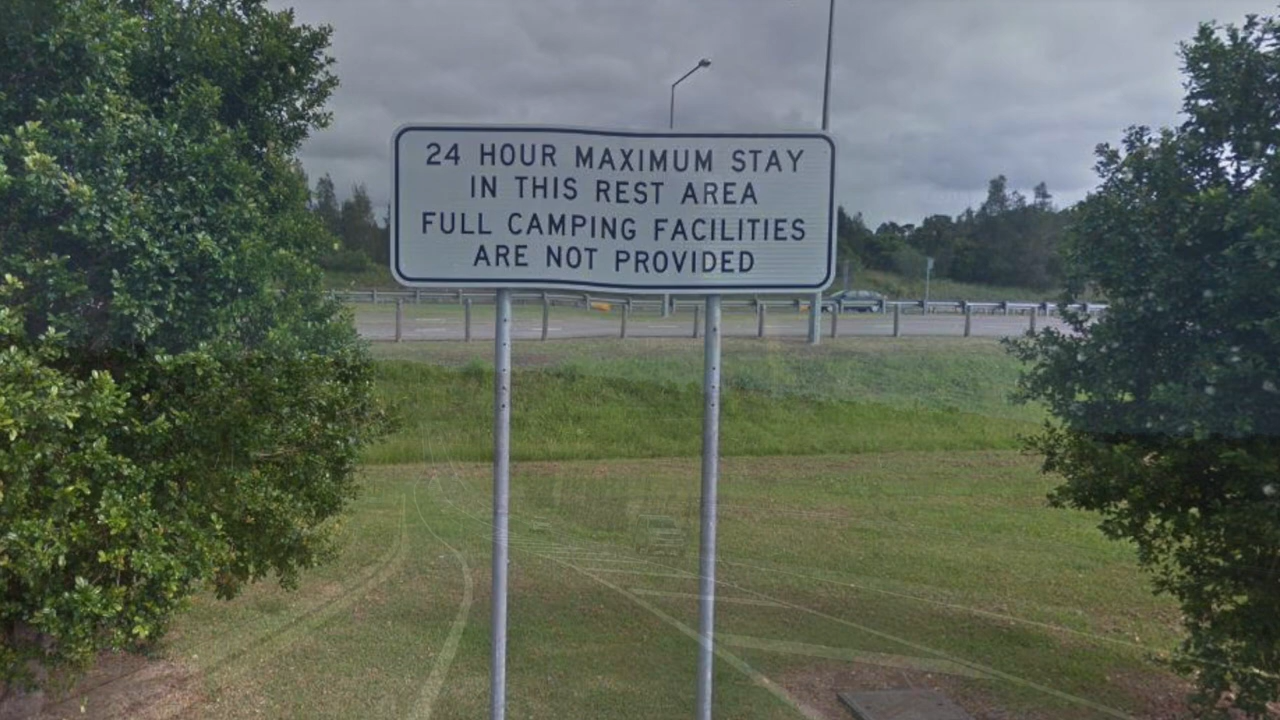 24 HOUR MAXIMUM STAY
IN THIS REST AREA
FULL CAMPING FACILITIES
ARE NOT PROVIDED